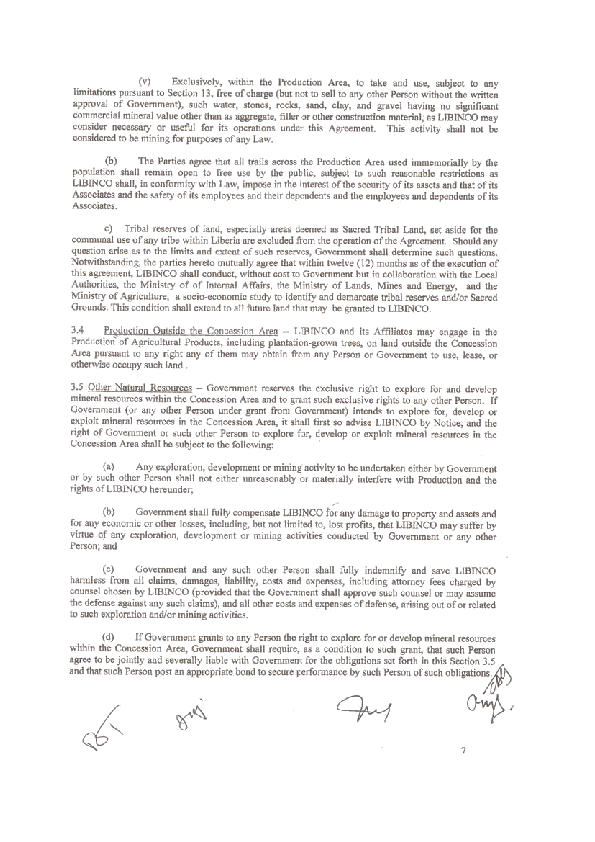 (v) Exclusively, within the Production Area, to take and use, subject to any
limitations pursuant to Section 13, free of charge (but not to sell to any other Person without the written
approval of Government), such water, stones, rocks, sand, clay, and gravel having no significant
commercial mineral value other than as aggregate, filler or other construction material, as LIBINCO may
consider necessary or useful for its operations under this Agreement. This activity shall not be
considered to be mining for purposes of any Law.
(b) The Parties agree that all trails across the Production Area used immemorially by the
population shall remain open to free use by the public, subject to such reasonable restrictions as
LIBINCO shall, in conformity with Law, impose in the interest of the security of its assets and that of its
Associates and the safety of its employees and their dependents and the employees and dependents of its
Associates.
c) Tribal reserves of land, especially areas deemed as Sacred Tribal Land, set aside for the
communal use of any tribe within Liberia are excluded from the operation of the Agreement. Should any
question arise as to the limits and extent of such reserves, Government shall determine such questions.
Notwithstanding, the parties hereto mutually agree that within twelve (12) months as of the execution of
this agreement, LIBINCO shall conduct, without cost to Government but in collaboration with the Local
Authorities, the Ministry of of Internal Affairs, the Ministry of Lands, Mines and Energy, and the
Ministry of Agriculture, a socio-economic study to identify and demarcate tribal reserves and/or Sacred
Grounds. This condition shall extend to all future land that may be granted to LIBINCO.
3.4 Production Outside the Concession Area – LIBINCO and its Affiliates may engage in the
Production of Agricultural Products, including plantation-grown trees, on land outside the Concession
Area pursuant to any right any of them may obtain from any Person or Government to use, lease, or
otherwise occupy such land .
3.5 Other Natural Resources – Government reserves the exclusive right to explore for and develop
mineral resources within the Concession Area and to grant such exclusive rights to any other Person. If
Government (or any other Person under grant from Government) intends to explore for, develop or
exploit mineral resources in the Concession Area, it shall first so advise LIBINCO by Notice, and the
right of Government or such other Person to explore for, develop or exploit mineral resources in the
Concession Area shall be subject to the following:
(a) Any exploration, development or mining activity to be undertaken either by Government
or by such other Person shall not either unreasonably or materially interfere with Production and the
rights of LIBINCO hereunder;
(b) Government shall fully compensate LIBINCO for any damage to property and assets and
for any economic or other losses, including, but not limited to, lost profits, that LIBINCO may suffer by
virtue of any exploration, development or mining activities conducted by Government or any other
Person; and
(c) Government and any such other Person shall fully indemnify and save LIBINCO
harmless from all claims, damages, liability, costs and expenses, including attorney fees charged by
counsel chosen by LIBINCO (provided that the Government shall approve such counsel or may assume
the defense against any such claims), and all other costs and expenses of defense, arising out of or related
to such exploration and/or mining activities.
(d) If Government grants to any Person the right to explore for or develop mineral resources
within the Concession Area, Government shall require, as a condition to such grant, that such Person
agree to be jointly and severally liable with Government for the obligations set forth in this Section 3.5
and that such Person post an appropriate bond to secure performance by such Person of such obligations
7